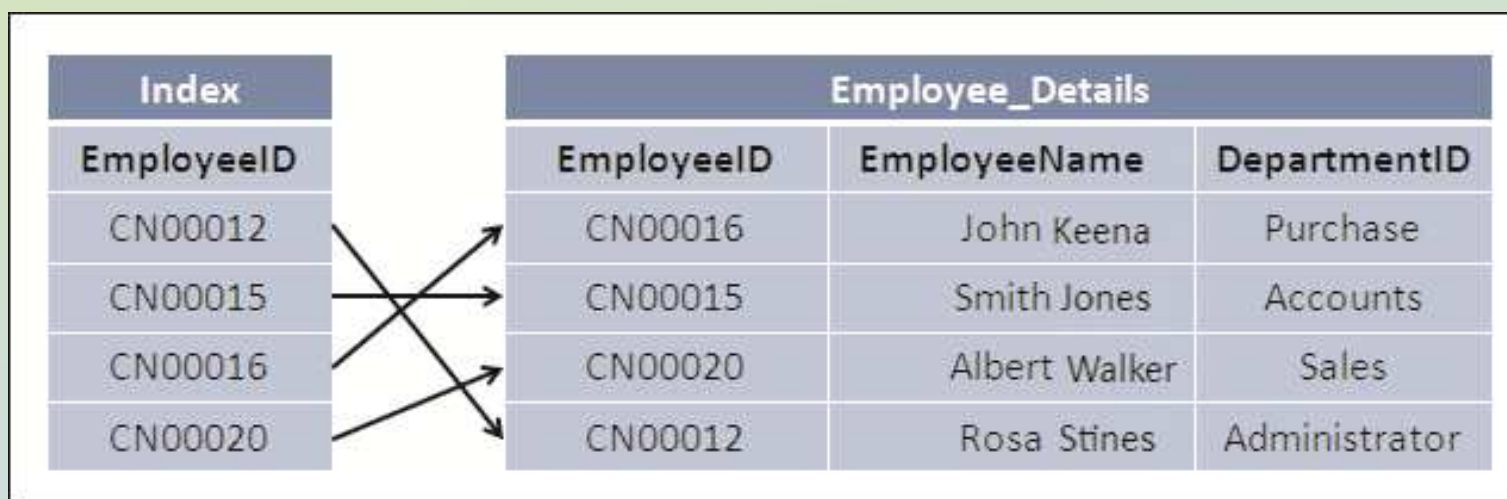 Index Employee_Details
EmployeeID EmployeeID EmployeeName DepartmentID
CN00012 CN00016 John Keena Purchase
CN00015 CN00015 Smith Jones Accounts
CN00016 CN00020 Albert Walker Sales
CN00020 CN00012 Rosa Stines Administrator